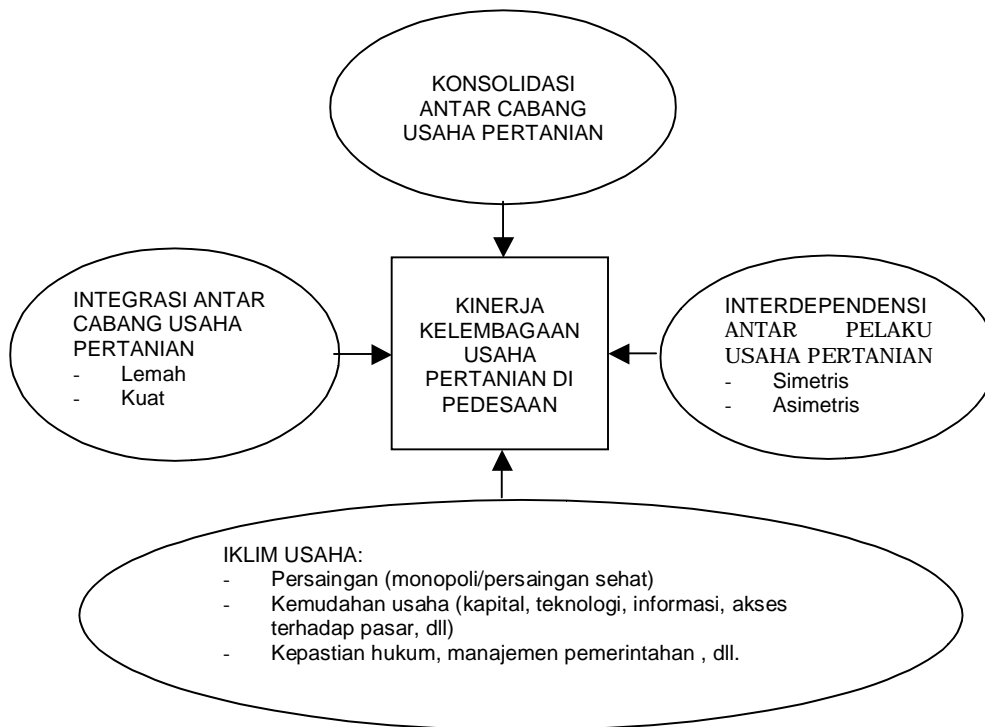 KONSOLIDASI
ANTAR CABANG
USAHA PERTANIAN
INTEGRASI ANTAR
CABANG USAHA
PERTANIAN
- Lemah
- Kuat
KINERJA
KELEMBAGAAN
USAHA
PERTANIAN DI
PEDESAAN
INTERDEPENDENSI
ANTAR PELAKU
USAHA PERTANIAN
- Simetris
- Asimetris
IKLIM USAHA:
- Persaingan (monopoli/persaingan sehat)
- Kemudahan usaha (kapital, teknologi, informasi, akses
terhadap pasar, dll)
- Kepastian hukum, manajemen pemerintahan , dll.